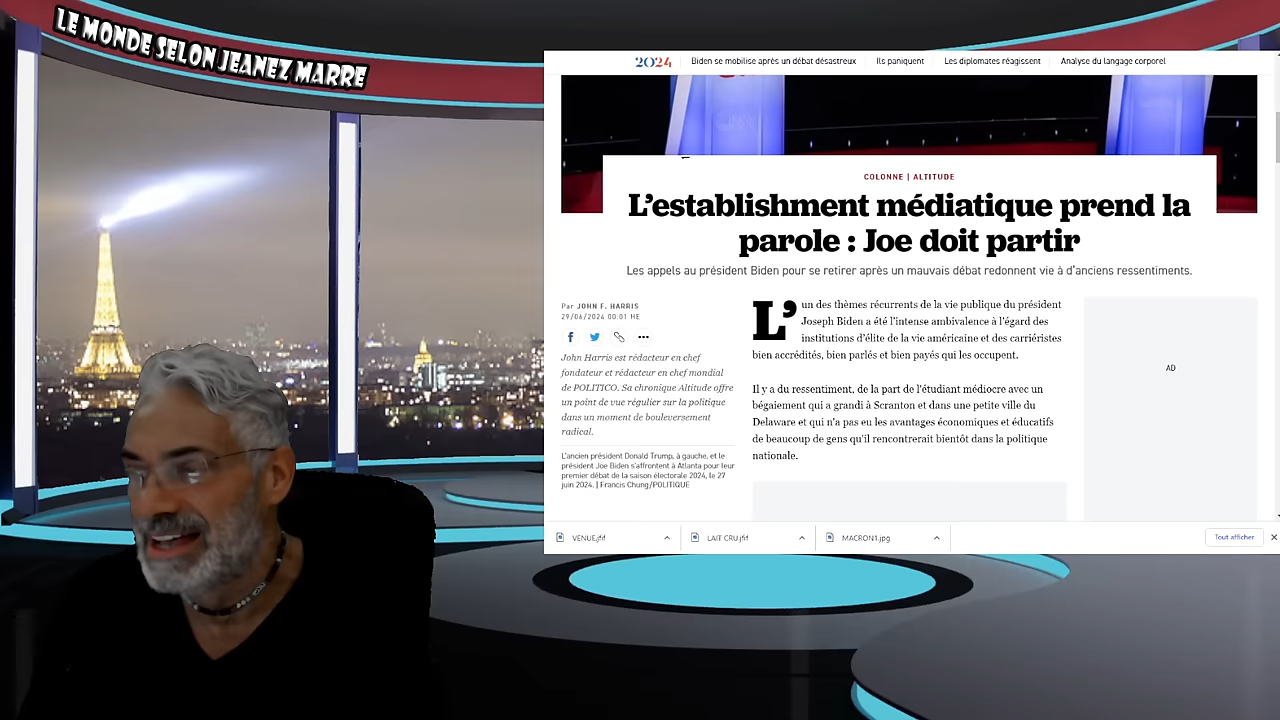 LE MONDE SELON JEANEZ MARRE
2024 Biden se mobilise après un débat désastreux Ils paniquent Les diplomates réagissent Analyse du langage corporel
COLONNE | ALTITUDE
L'establishment médiatique prend la
parole : Joe doit partir
Les appels au président Biden pour se retirer après un mauvais débat redonnent vie à d'anciens ressentiments.
Par JOHN F. HARRIS
29/06/2024 00:01 HE
John Harris est rédacteur en chef
fondateur et rédacteur en chef mondial
de POLITICO. Sa chronique Altitude offre
un point de vue régulier sur la politique
dans un moment de bouleversement
radical.
L'ancien président Donald Trump, à gauche, et le
président Joe Biden s'affrontent à Atlanta pour leur
premier débat de la saison électorale 2024, le 27
juin 2024. | Francis Chung/POLITIQUE
L'un des thèmes récurrents de la vie publique du président
Joseph Biden a été l'intense ambivalence à l'égard des
institutions d'élite de la vie américaine et des carriéristes
bien accrédités, bien parlés et bien payés qui les occupent.
Il y a du ressentiment, de la part de l'étudiant médiocre avec un
bégaiement qui a grandi à Scranton et dans une petite ville du
Delaware et qui n'a pas eu les avantages économiques et éducatifs
de beaucoup de gens qu'il rencontrerait bientôt dans la politique
nationale.
AD
VENUE.jfif LAIT CRU.jfif MACRON1.jpg Tout afficher